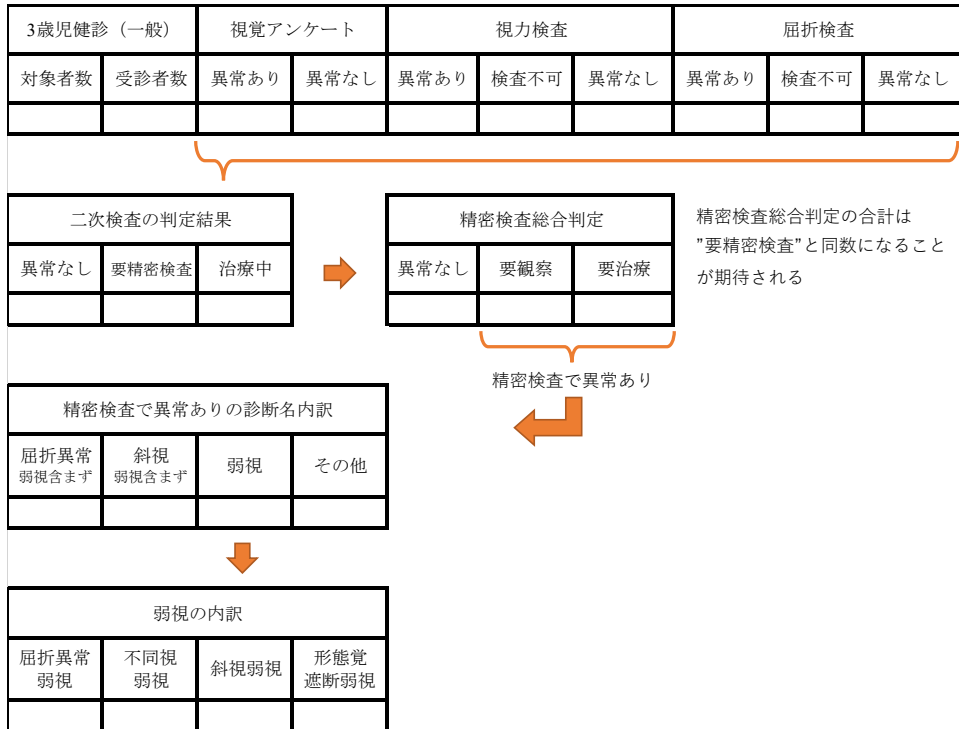 3歳児健診（一般） 視覚アンケート 視力検査 屈折検査
対象者数 受診者数 異常あり 異常なし 異常あり 検査不可 異常なし 異常あり 検査不可 異常なし
二次検査の判定結果
異常なし 要精密検査 治療中
精密検査総合判定
異常なし 要観察 要治療
精密検査総合判定の合計は
”要精密検査”と同数になること
が期待される
精密検査で異常あり
精密検査で異常ありの診断名内訳
屈折異常
弱視含まず
斜視
弱視含まず
弱視
その他
弱視の内訳
屈折異常
弱視
不同視
弱視
斜視弱視
形態覚
遮断弱視